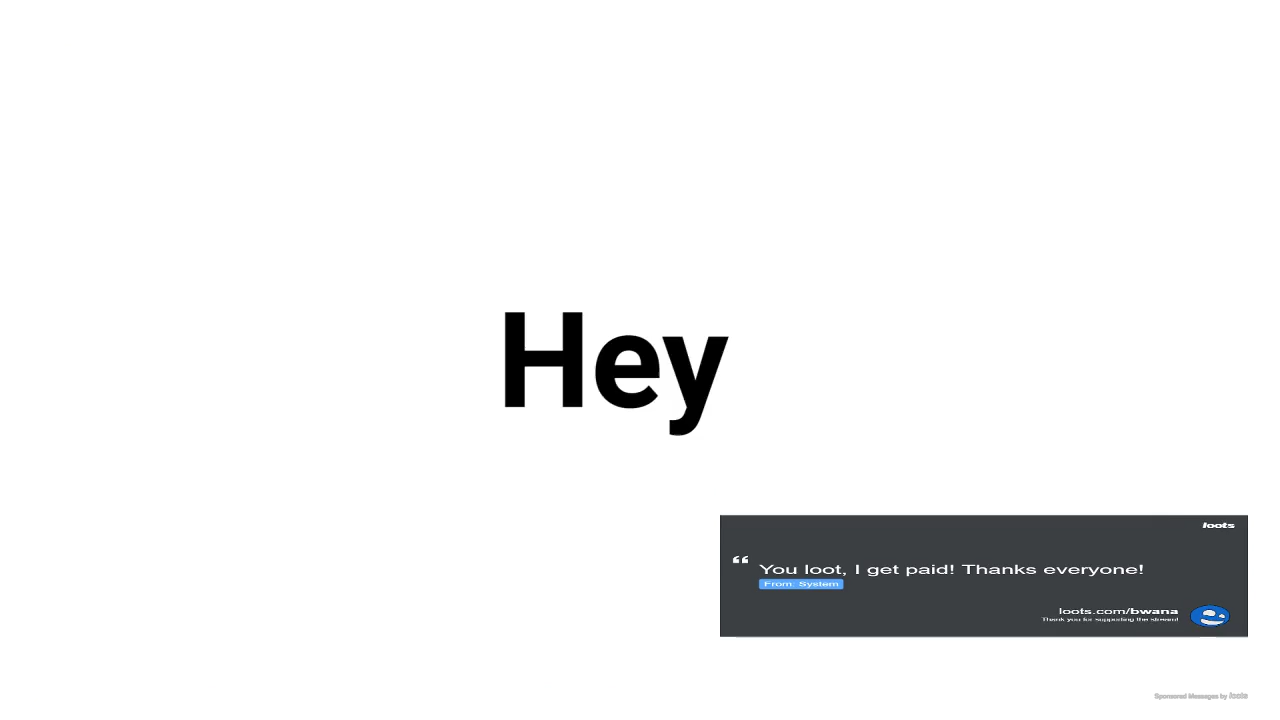 Hey
loots
“ You loot, I get paid! Thanks everyone!
From: System
loots.com/bwana
Thank you for supporting the stream!
Sponsored Messages by loots